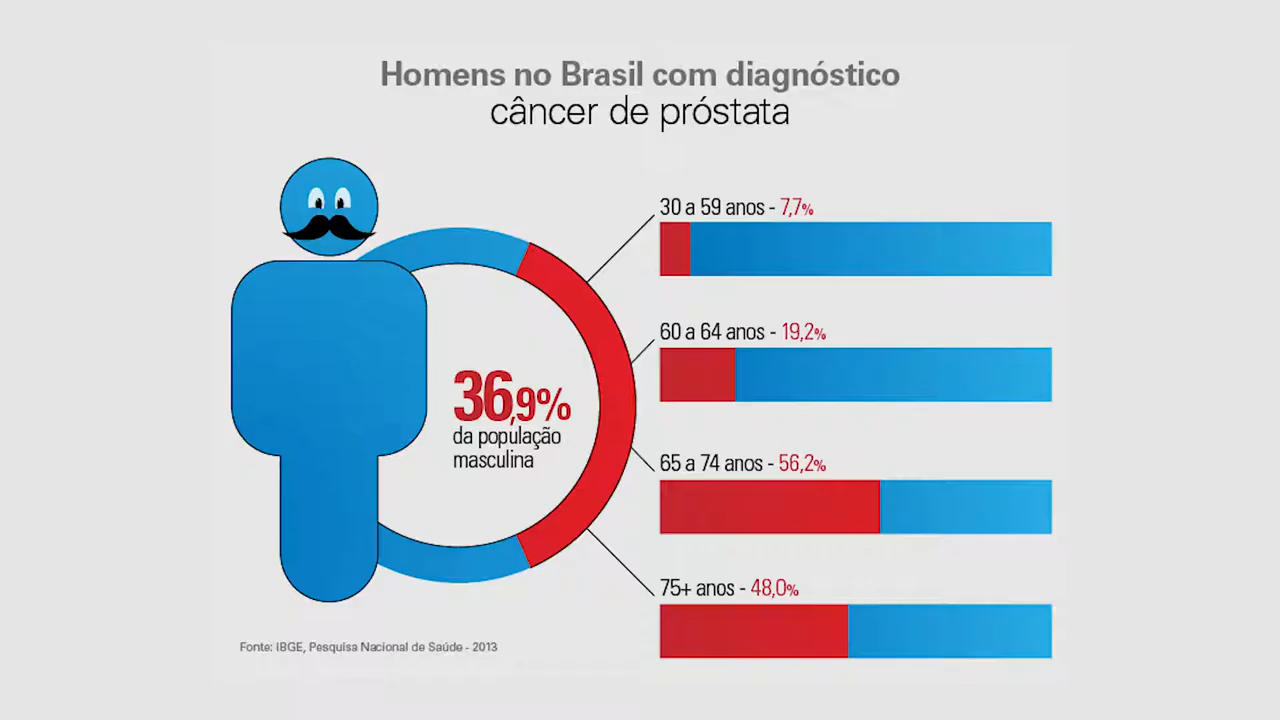 Homens no Brasil com diagnóstico
câncer de próstata
30 a 59 anos - 7,7%
60 a 64 anos - 19,2%
36,9%
da população
masculina
65 a 74 anos - 56,2%
75+ anos - 48,0%
Fonte: IBGE, Pesquisa Nacional de Saúde - 2013